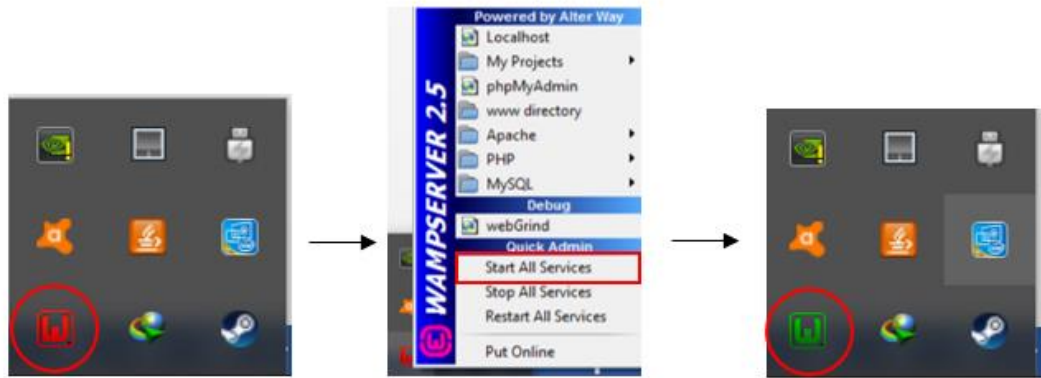 Powered by Alter Way
Localhost
My Projects
phpMyAdmin
www directory
Apache
PHP
MySQL
Debug
webGrind
Quick Admin
Start All Services
Stop All Services
Restart All Services
Put Online
WAMPSERVER 2.5